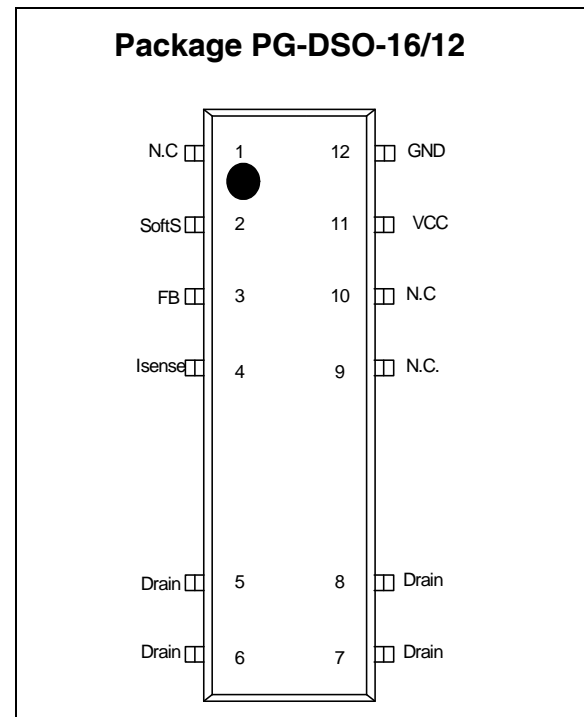 Package PG-DSO-16/12
N.C 1 12 GND
SoftS 2 11 VCC
FB 3 10 N.C
Isense 4 9 N.C.
Drain 5 8 Drain
Drain 6 7 Drain